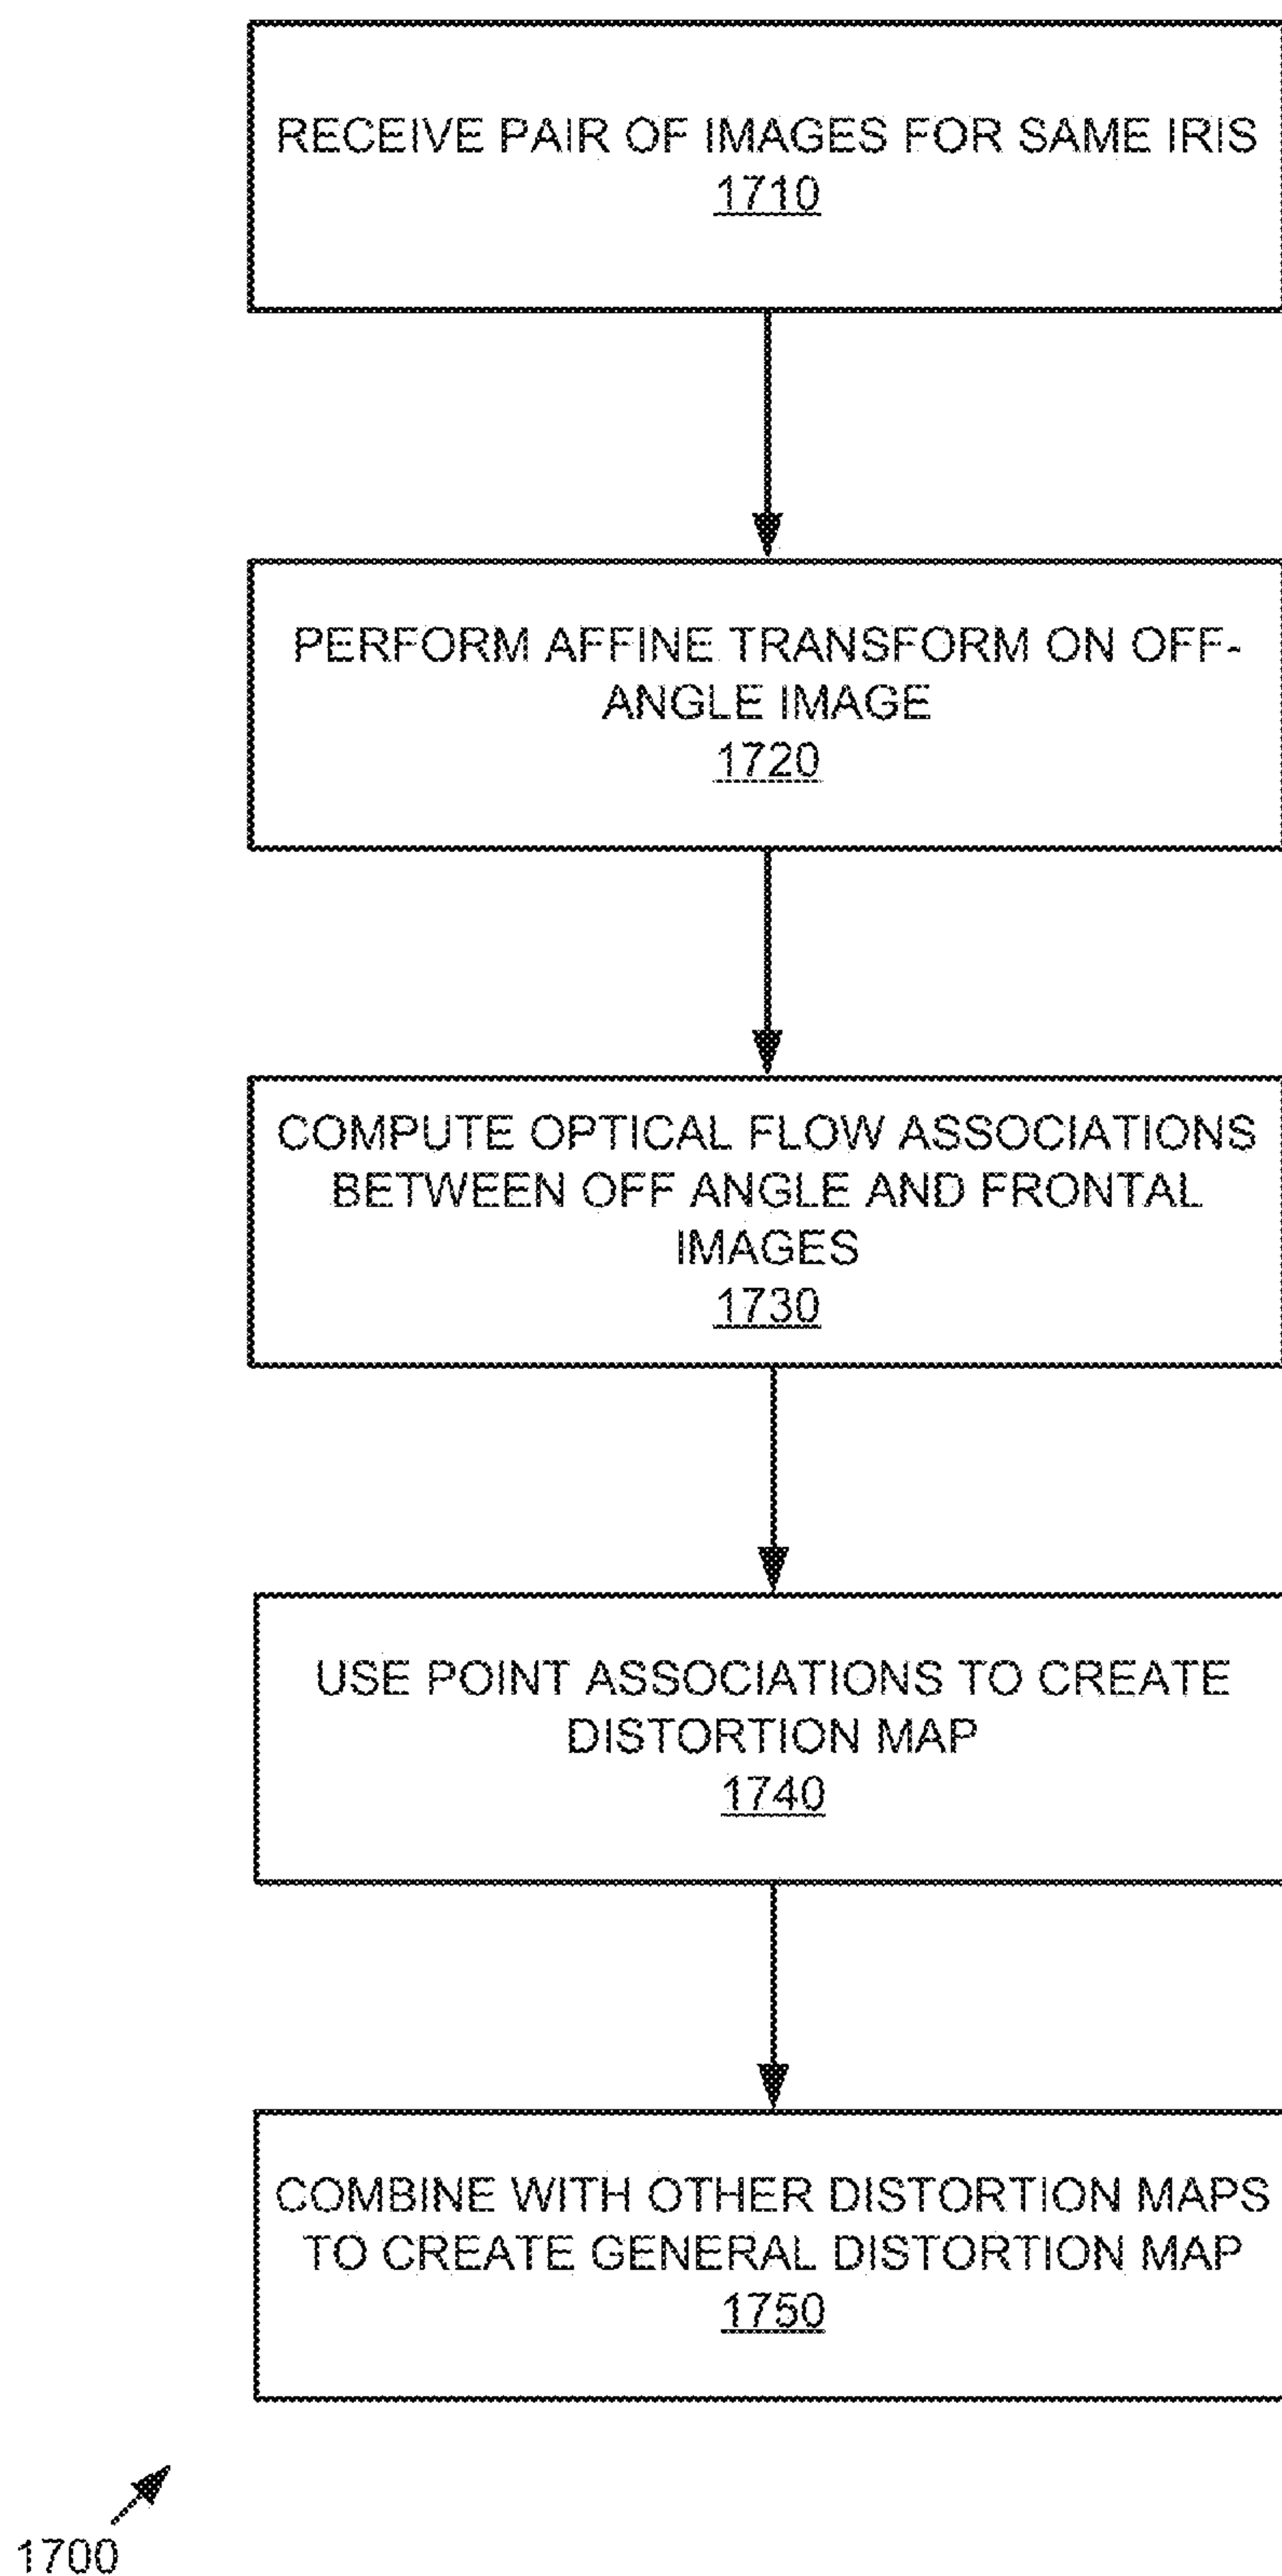 RECEIVE PAIR OF IMAGES FOR SAME IRIS
1710
PERFORM AFFINE TRANSFORM ON OFF-
ANGLE IMAGE
1720
COMPUTE OPTICAL FLOW ASSOCIATIONS
BETWEEN OFF ANGLE AND FRONTAL
IMAGES
1730
USE POINT ASSOCIATIONS TO CREATE
DISTORTION MAP
1740
COMBINE WITH OTHER DISTORTION MAPS
TO CREATE GENERAL DISTORTION MAP
1750
1700